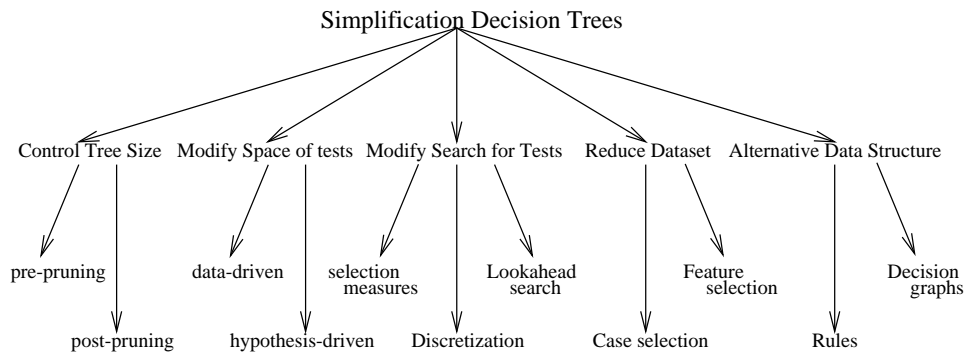 Simplification Decision Trees
Control Tree Size
Modify Space of tests
Modify Search for Tests
Reduce Dataset
Alternative Data Structure
pre-pruning
data-driven
selection
measures
Lookahead
search
Feature
selection
Decision
graphs
post-pruning
hypothesis-driven
Discretization
Case selection
Rules